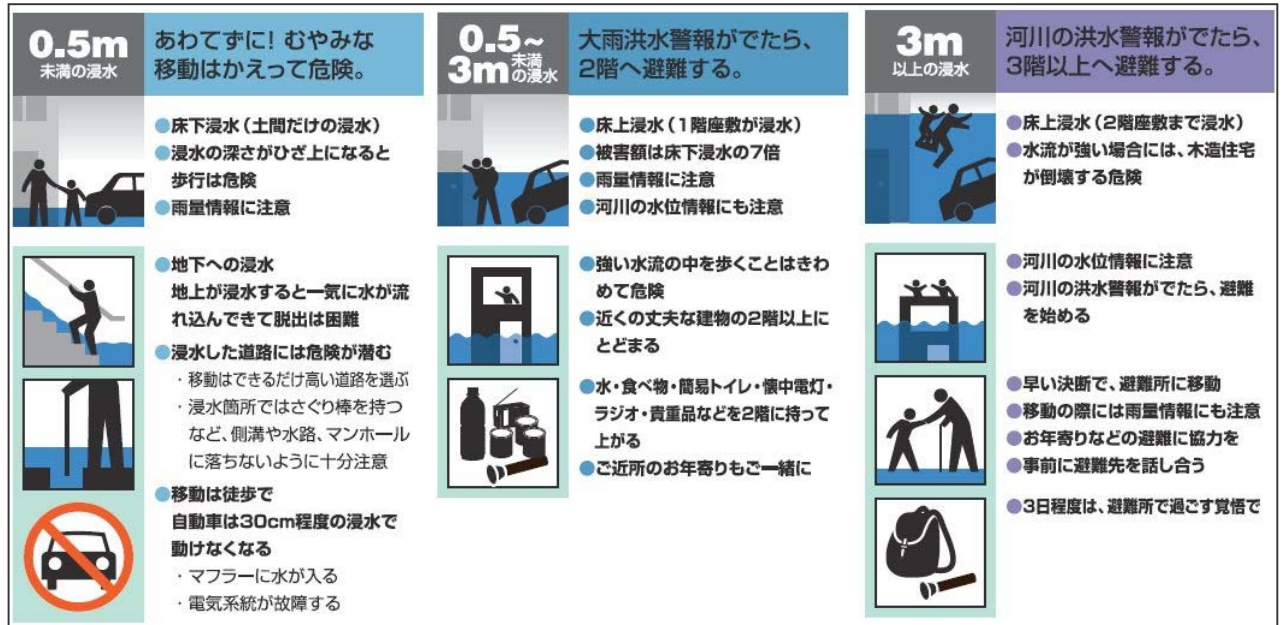 0.5m
未満の浸水
あわてずに! むやみな
移動はかえって危険。
●床下浸水(土間だけの浸水)
●浸水の深さがひざ上になると
歩行は危険
●雨量情報に注意
●地下への浸水
地上が浸水すると一気に水が流
れ込んできて脱出は困難
●浸水した道路には危険が潜む
・移動はできるだけ高い道路を選ぶ
・浸水箇所ではさぐり棒を持つ
など、側溝や水路、マンホール
に落ちないように十分注意
●移動は徒歩で
自動車は30cm程度の浸水で
動けなくなる
・マフラーに水が入る
・電気系統が故障する
0.5~
3m未満の浸水
大雨洪水警報がでたら、
2階へ避難する。
●床上浸水(1階座敷が浸水)
●被害額は床下浸水の7倍
●雨量情報に注意
●河川の水位情報にも注意
●強い水流の中を歩くことはきわ
めて危険
●近くの丈夫な建物の2階以上に
とどまる
●水・食べ物・簡易トイレ・懐中電灯・
ラジオ・貴重品などを2階に持って
上がる
●ご近所のお年寄りもご一緒に
3m
以上の浸水
河川の洪水警報がでたら、
3階以上へ避難する。
●床上浸水(2階座敷まで浸水)
●水流が強い場合には、木造住宅
が倒壊する危険
●河川の水位情報に注意
●河川の洪水警報がでたら、避難
を始める
●早い決断で、避難所に移動
●移動の際には雨量情報にも注意
●お年寄りなどの避難に協力を
●事前に避難先を話し合う
●3日程度は、避難所で過ごす覚悟で